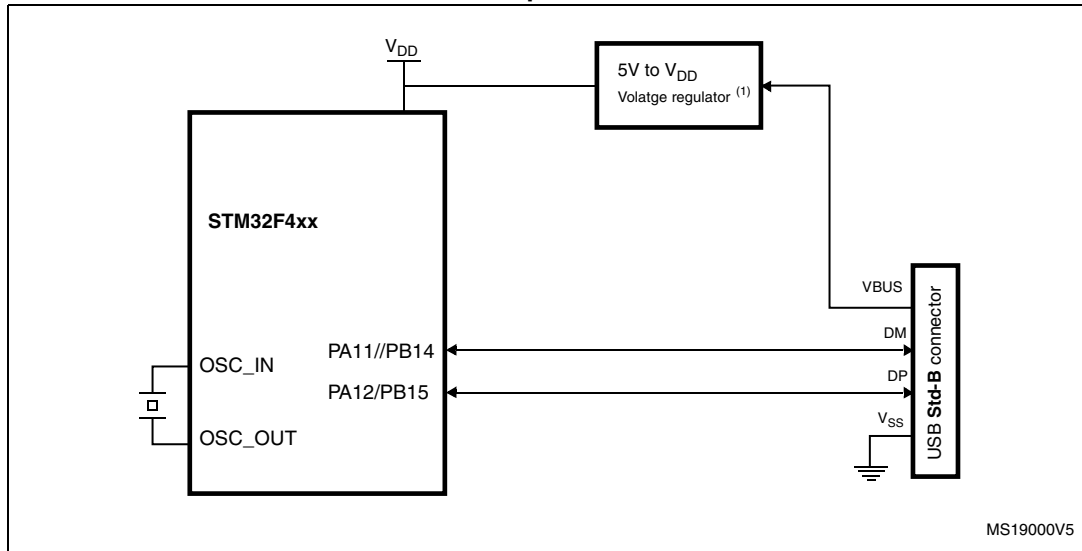 VDD
5V to VDD
Volatge regulator (1)
STM32F4xx
VBUS
DM
PA11//PB14
OSC_IN
DP
PA12/PB15
VSS
OSC_OUT
USB Std-B connector
MS19000V5